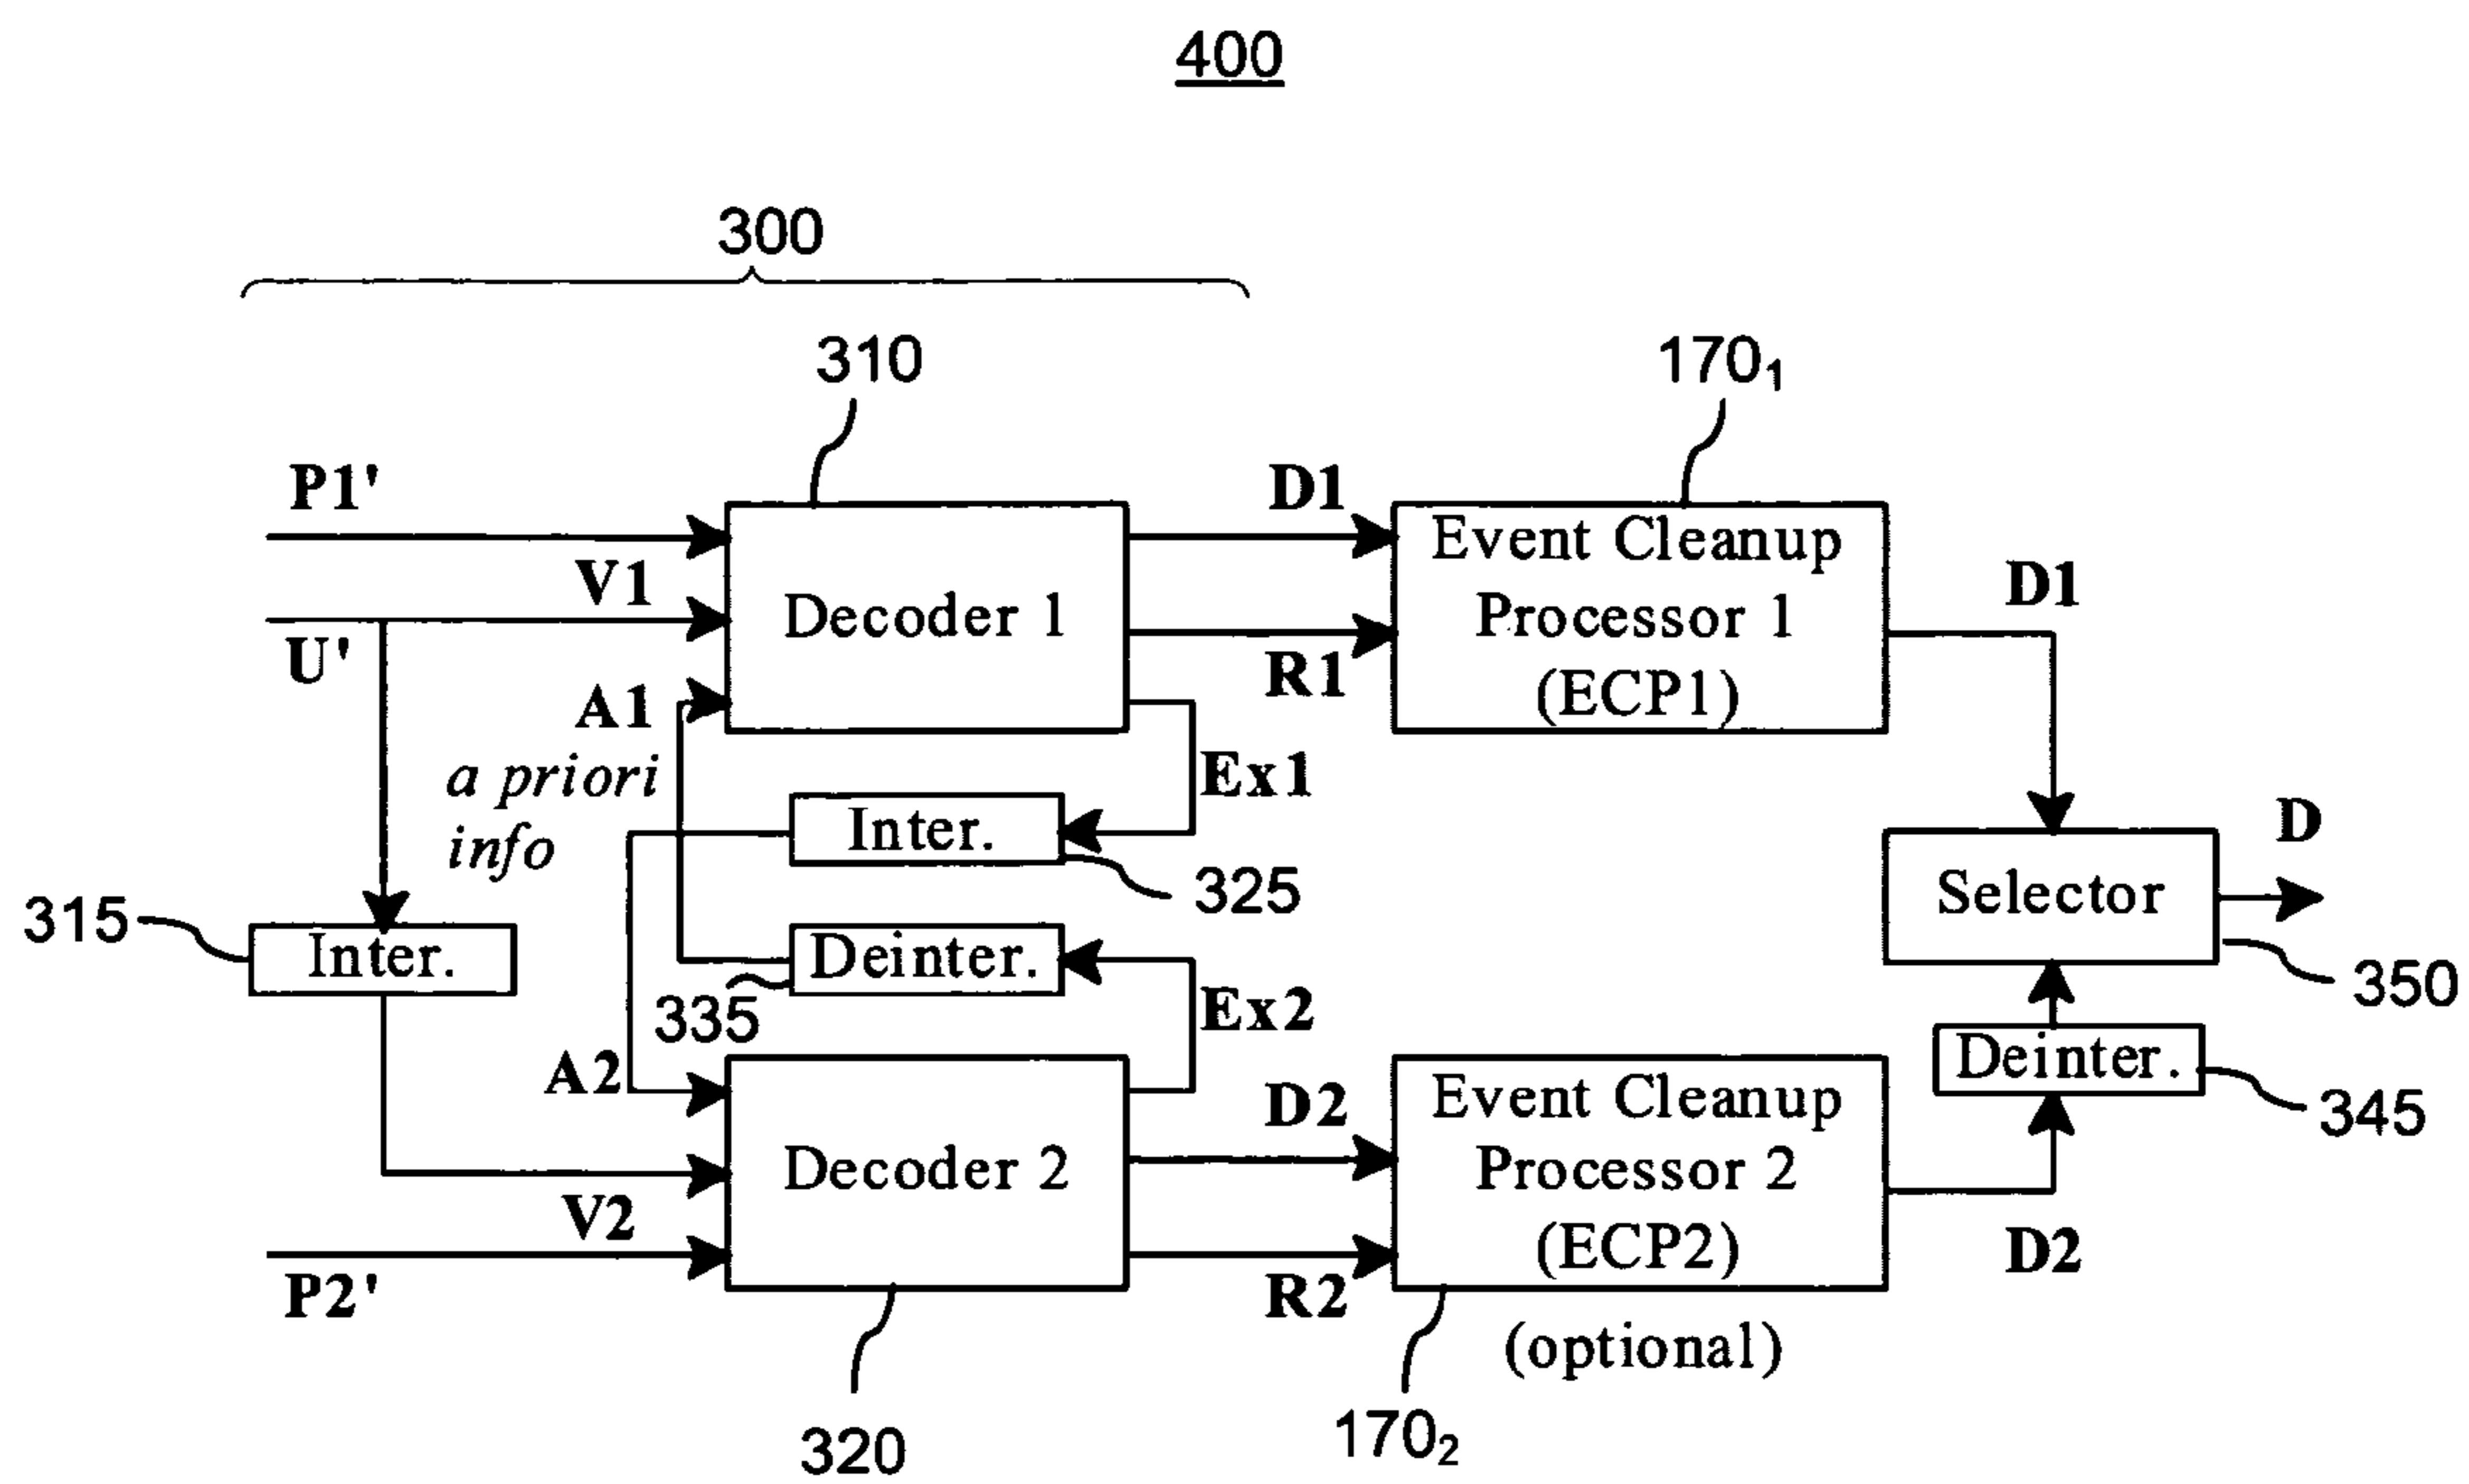 400
300
310
170₁
P1'
V1
U'
A1
a priori
info
Decoder 1
D1
R1
Ex1
Event Cleanup
Processor 1
(ECP1)
D1
Inter.
325
315
Inter.
Deinter.
335
Ex2
Selector
D
350
Deinter.
345
A2
V2
P2'
Decoder 2
D2
R2
Event Cleanup
Processor 2
(ECP2)
(optional)
D2
320
170₂